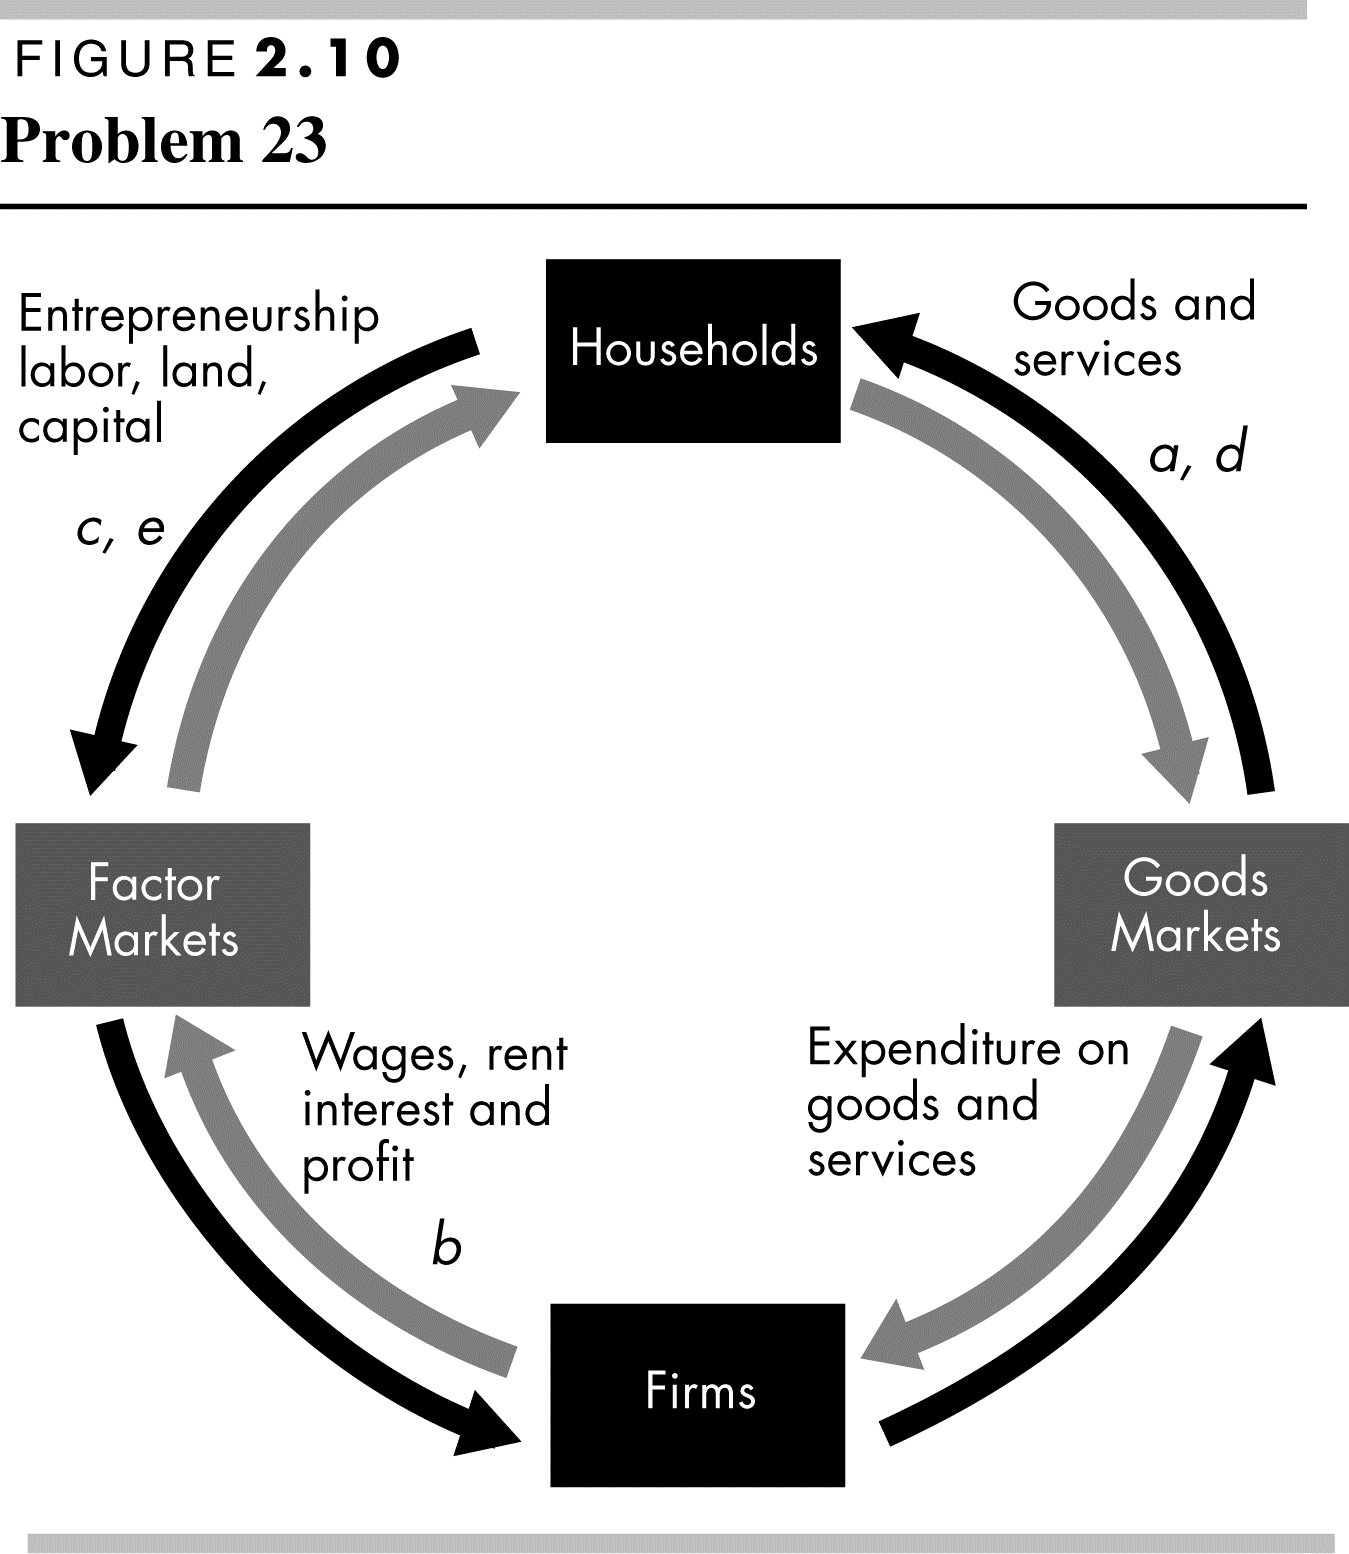 FIGURE 2.10
Problem 23
Entrepreneurship
labor, land,
capital
c, e
Households
Goods and
services
a, d
Factor
Markets
Goods
Markets
Wages, rent
interest and
profit
b
Expenditure on
goods and
services
Firms